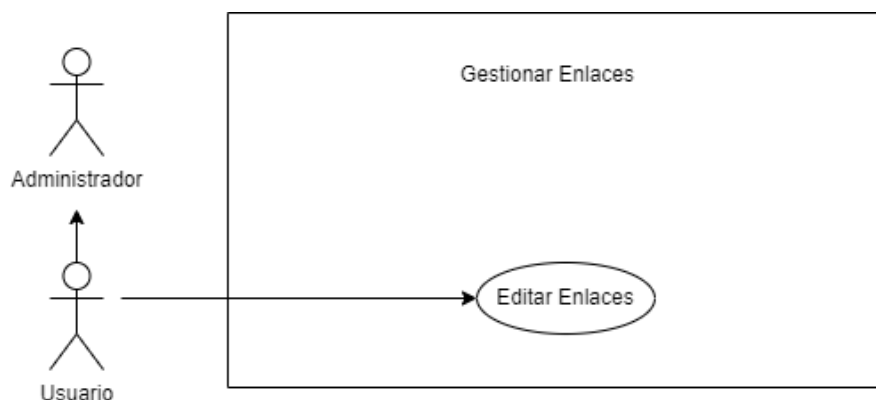 Gestionar Enlaces
Administrador
Editar Enlaces
Usuario